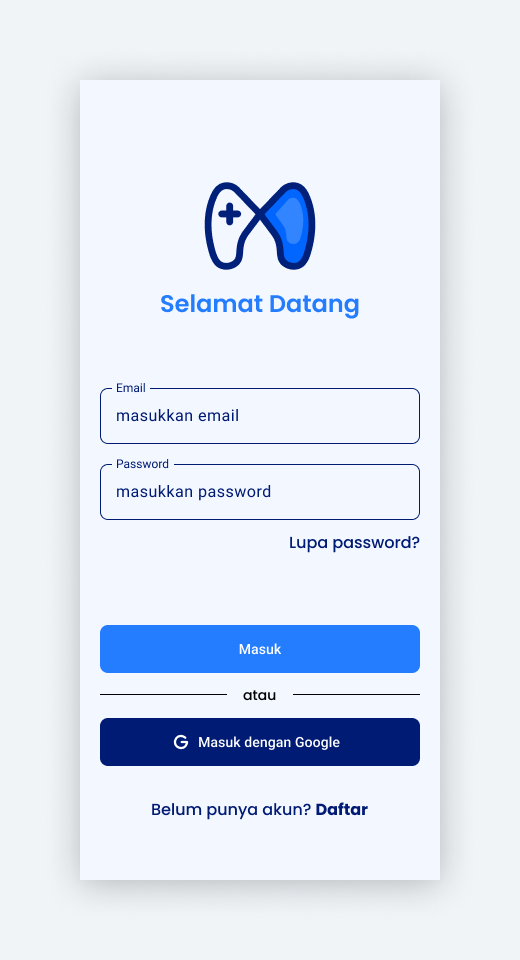 Selamat Datang
Email
masukkan email
Password
masukkan password
Lupa password?
Masuk
atau
G Masuk dengan Google
Belum punya akun? Daftar